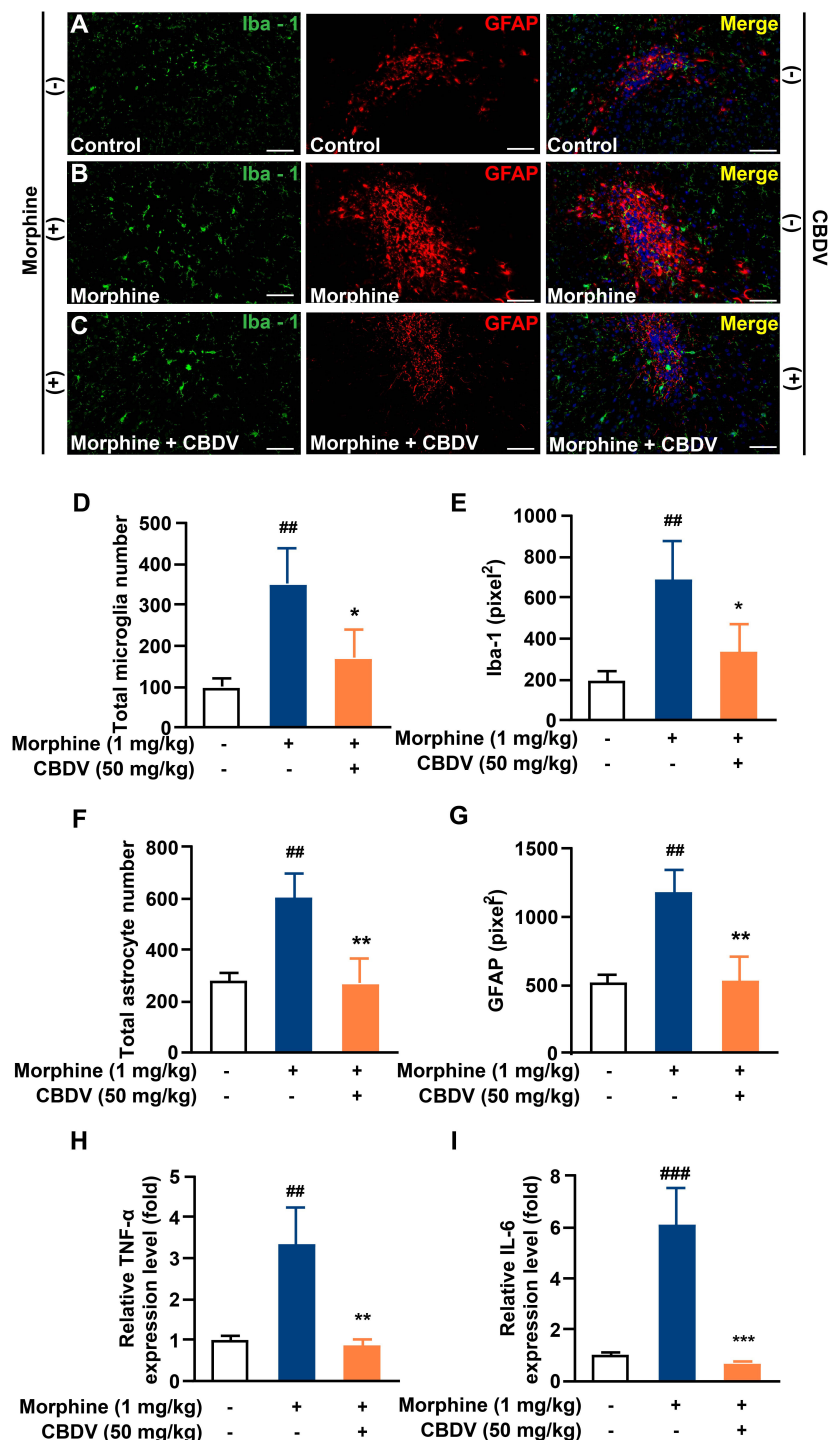 A
Iba - 1
GFAP
Merge
(-)
(-)
Control
Control
Control
B
Iba - 1
GFAP
Merge
Morphine
(+)
(-)
CBDV
Morphine
Morphine
Morphine
C
Iba - 1
GFAP
Merge
(+)
(+)
Morphine + CBDV
Morphine + CBDV
Morphine + CBDV
D
Total microglia number
500
400
300
200
100
0
##
*
Morphine (1 mg/kg) - + +
CBDV (50 mg/kg) - - +
E
Iba-1 (pixel²)
1000
800
600
400
200
0
##
*
Morphine (1 mg/kg) - + +
CBDV (50 mg/kg) - - +
F
Total astrocyte number
800
600
400
200
0
##
**
Morphine (1 mg/kg) - + +
CBDV (50 mg/kg) - - +
G
GFAP (pixel²)
1500
1000
500
0
##
**
Morphine (1 mg/kg) - + +
CBDV (50 mg/kg) - - +
H
Relative TNF-α
expression level (fold)
5
4
3
2
1
0
##
**
Morphine (1 mg/kg) - + +
CBDV (50 mg/kg) - - +
I
Relative IL-6
expression level (fold)
8
6
4
2
0
###
***
Morphine (1 mg/kg) - + +
CBDV (50 mg/kg) - - +